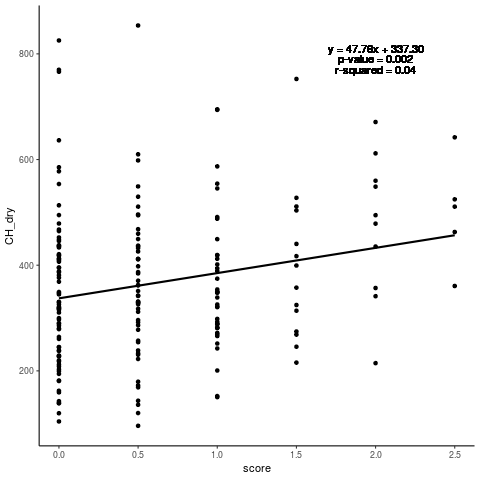 y = 47.78x + 337.30
p-value = 0.002
r-squared = 0.04
800
600
400
200
CH_dry
0.0 0.5 1.0 1.5 2.0 2.5
score